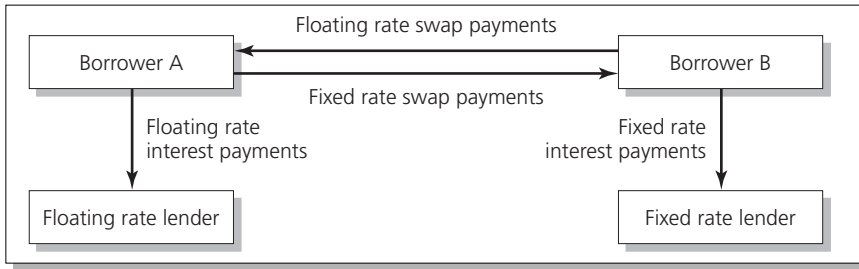 Floating rate swap payments
Borrower A
Borrower B
Fixed rate swap payments
Floating rate
interest payments
Fixed rate
interest payments
Floating rate lender
Fixed rate lender